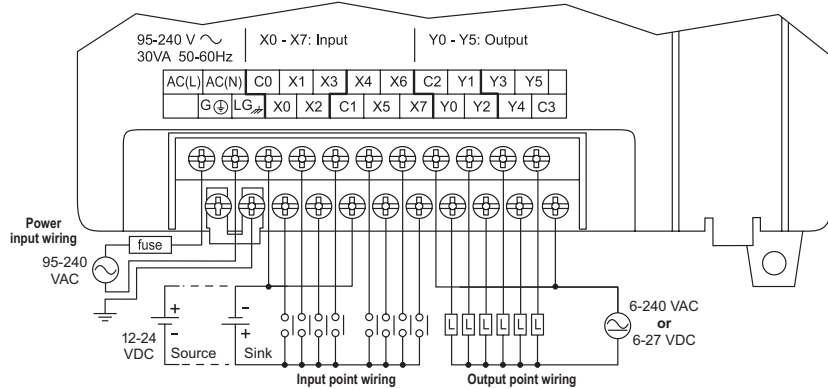 95-240 V ∿ X0 - X7: Input Y0 - Y5: Output
30VA 50-60Hz
AC(L) AC(N) C0 X1 X3 X4 X6 C2 Y1 Y3 Y5
G LG X0 X2 C1 X5 X7 Y0 Y2 Y4 C3
Power
input wiring
fuse
95-240
VAC
+ -
- +
12-24
VDC
Source Sink
L L L L L L
6-240 VAC
or
6-27 VDC
Input point wiring Output point wiring